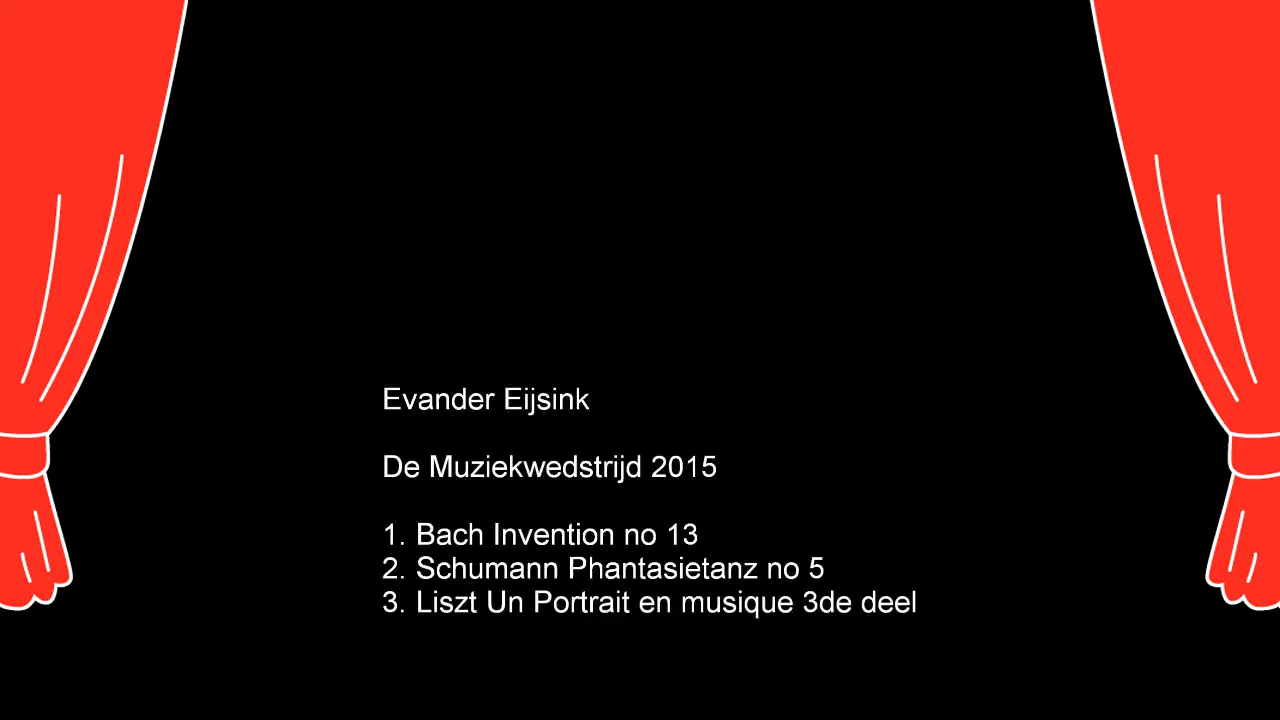 Evander Eijsink
De Muziekwedstrijd 2015
1. Bach Invention no 13
2. Schumann Phantasietanz no 5
3. Liszt Un Portrait en musique 3de deel